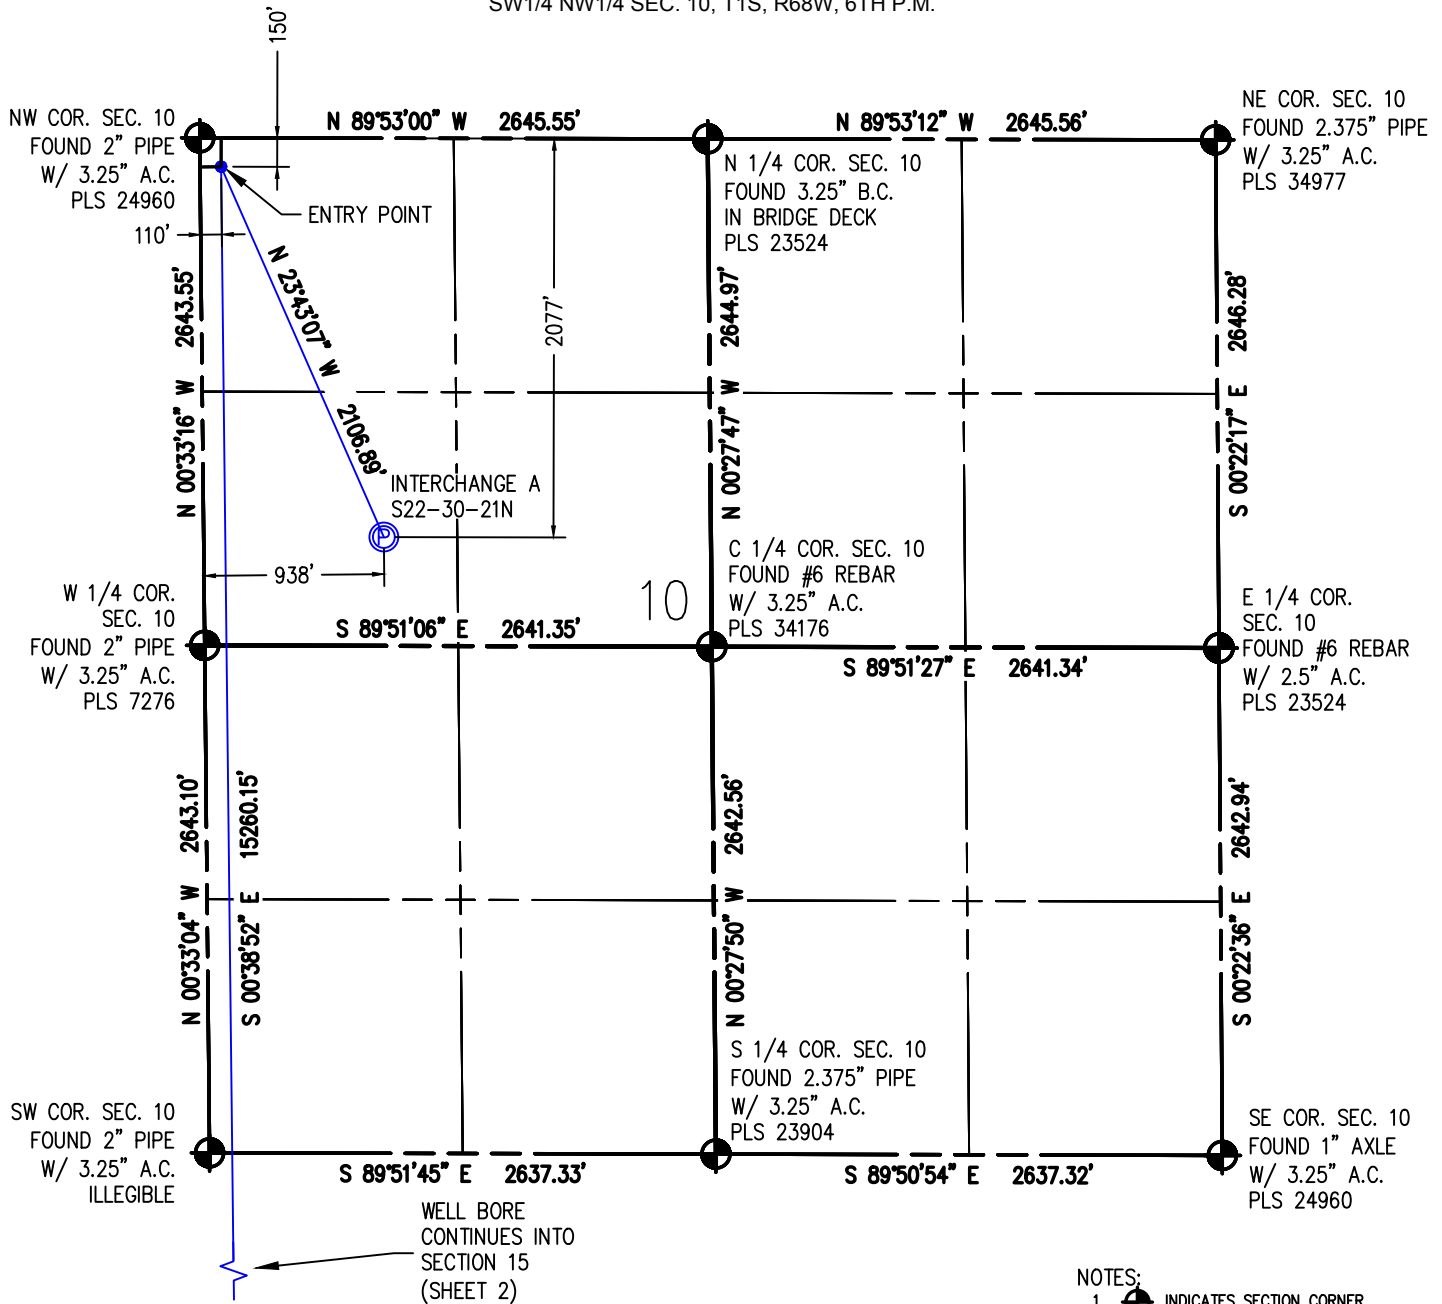 SW1/4 NW1/4 SEC. 10, T1S, R68W, 6TH P.M.
150'
NW COR. SEC. 10
FOUND 2" PIPE
W/ 3.25" A.C.
PLS 24960
N 89°53'00" W 2645.55'
N 89°53'12" W 2645.56'
NE COR. SEC. 10
FOUND 2.375" PIPE
W/ 3.25" A.C.
PLS 34977
N 1/4 COR. SEC. 10
FOUND 3.25" B.C.
IN BRIDGE DECK
PLS 23524
ENTRY POINT
110'
N 00°33'16" W 2643.55'
N 23°43'07" W 2106.89'
2077'
N 00°27'47" W 2644.97'
S 00°22'17" E 2646.28'
INTERCHANGE A
S22-30-21N
P
938'
10
C 1/4 COR. SEC. 10
FOUND #6 REBAR
W/ 3.25" A.C.
PLS 34176
W 1/4 COR.
SEC. 10
FOUND 2" PIPE
W/ 3.25" A.C.
PLS 7276
S 89°51'06" E 2641.35'
S 89°51'27" E 2641.34'
E 1/4 COR.
SEC. 10
FOUND #6 REBAR
W/ 2.5" A.C.
PLS 23524
N 00°33'04" W 2643.10'
S 00°38'52" E 15260.15'
N 00°27'50" W 2642.56'
S 00°22'36" E 2642.94'
S 1/4 COR. SEC. 10
FOUND 2.375" PIPE
W/ 3.25" A.C.
PLS 23904
SW COR. SEC. 10
FOUND 2" PIPE
W/ 3.25" A.C.
ILLEGIBLE
S 89°51'45" E 2637.33'
S 89°50'54" E 2637.32'
SE COR. SEC. 10
FOUND 1" AXLE
W/ 3.25" A.C.
PLS 24960
WELL BORE
CONTINUES INTO
SECTION 15
(SHEET 2)
NOTES:
1. INDICATES SECTION CORNER